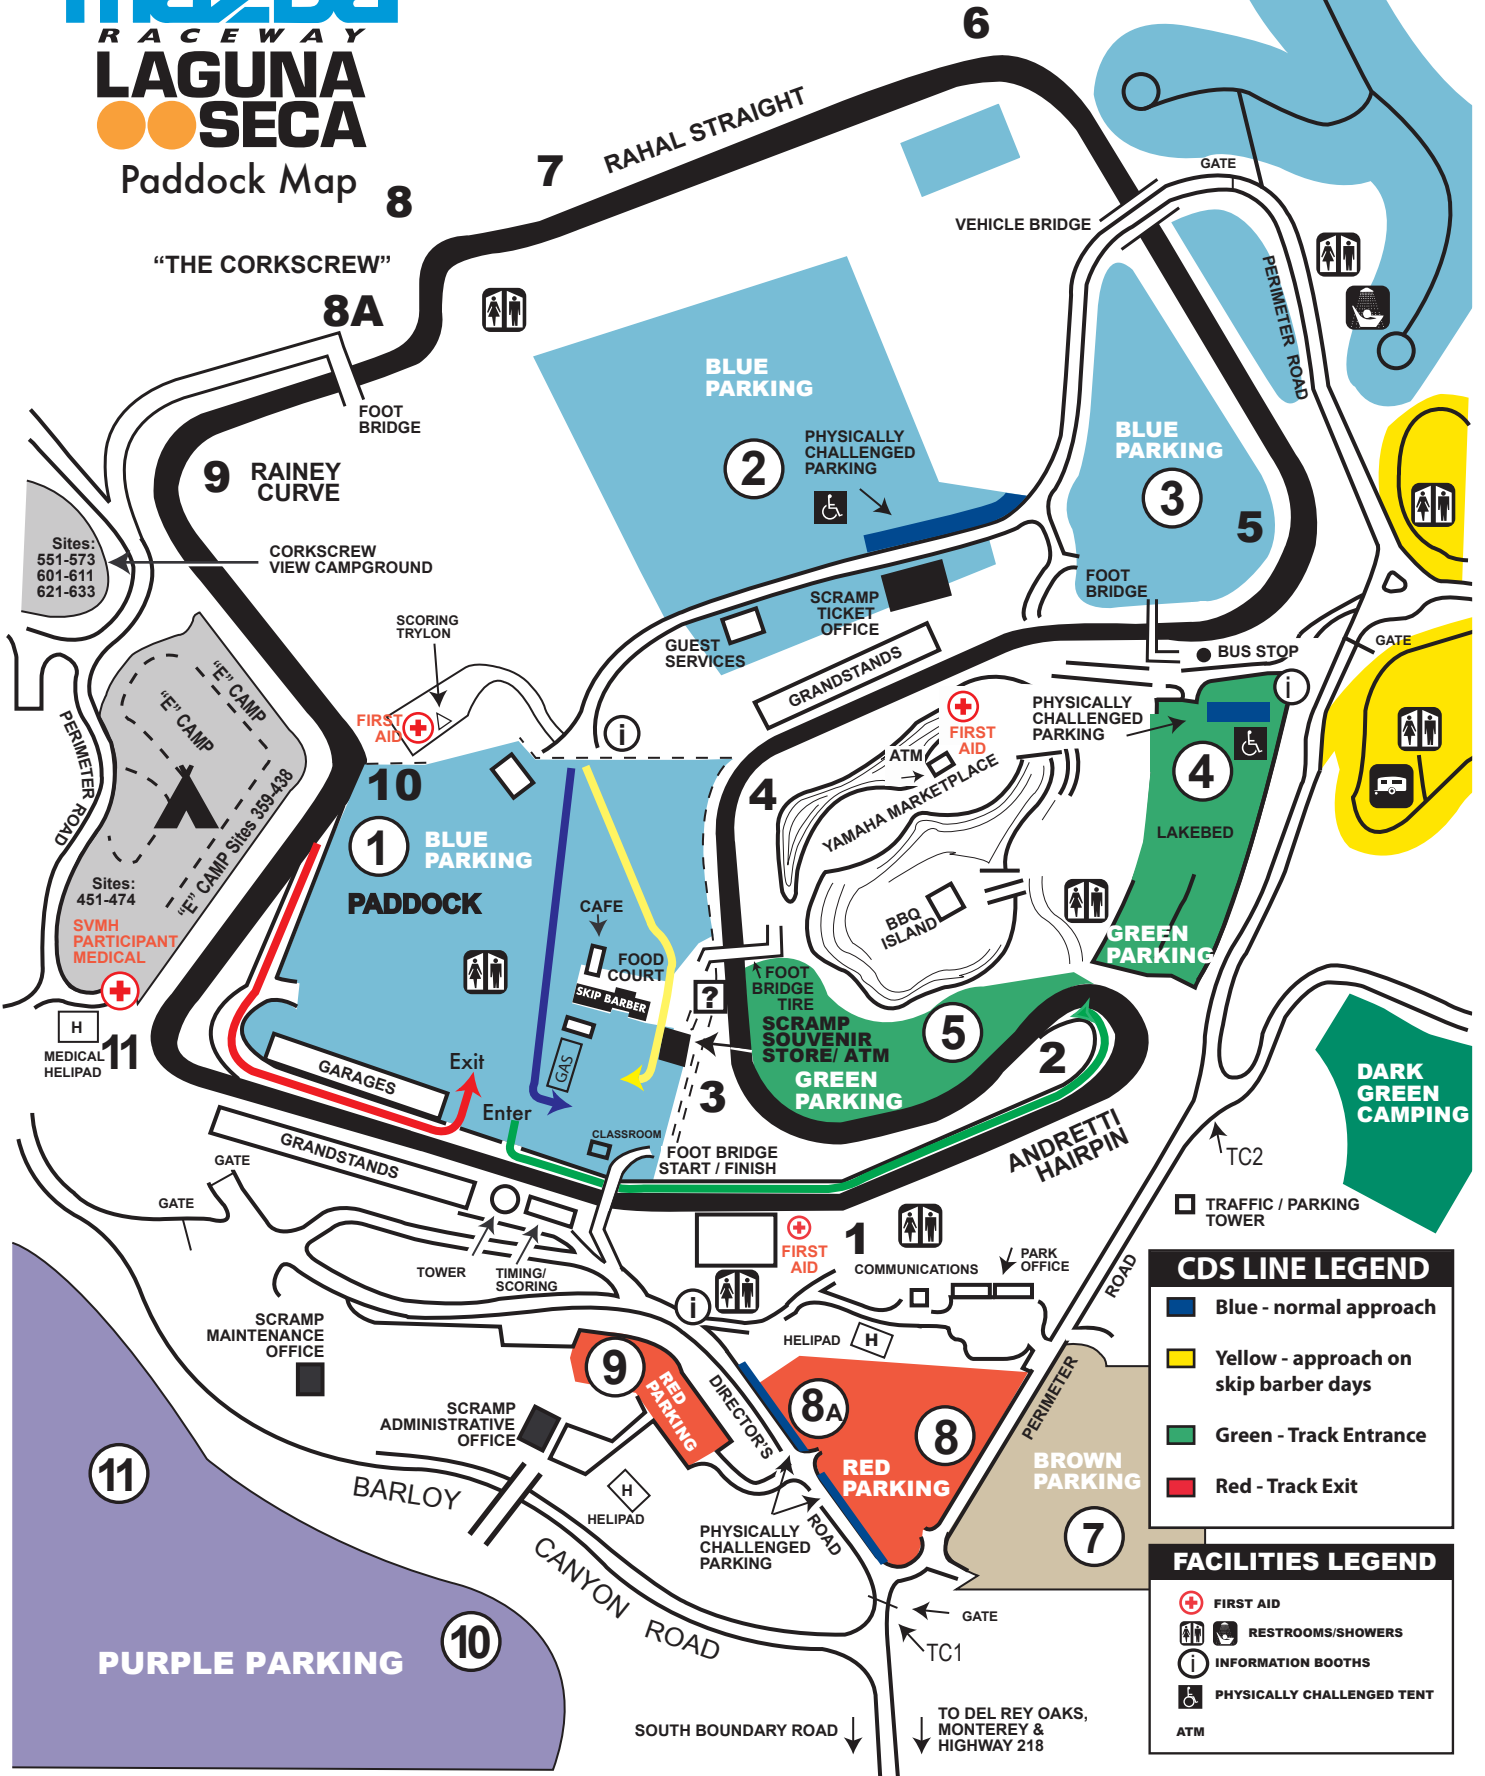 mazda
RACEWAY
LAGUNA
SECA
Paddock Map
6
7
RAHAL STRAIGHT
8
"THE CORKSCREW"
8A
GATE
VEHICLE BRIDGE
PERIMETER ROAD
FOOT
BRIDGE
BLUE
PARKING
2
PHYSICALLY
CHALLENGED
PARKING
BLUE
PARKING
3
5
9
RAINEY
CURVE
Sites:
551-573
601-611
621-633
CORKSCREW
VIEW CAMPGROUND
FOOT
BRIDGE
SCRAMP
TICKET
OFFICE
GUEST
SERVICES
GRANDSTANDS
SCORING
TRYLON
GATE
BUS STOP
i
FIRST
AID
i
"E" CAMP
"E" CAMP
"E" CAMP Sites 359-438
PERIMETER ROAD
Sites:
451-474
PHYSICALLY
CHALLENGED
PARKING
FIRST
AID
ATM
YAMAHA MARKETPLACE
4
4
LAKEBED
10
1
BLUE
PARKING
PADDOCK
CAFE
FOOD
COURT
SKIP BARBER
GAS
BBQ
ISLAND
GREEN
PARKING
SVMH
PARTICIPANT
MEDICAL
H
MEDICAL
HELIPAD
11
?
FOOT
BRIDGE
TIRE
SCRAMP
SOUVENIR
STORE/ ATM
5
GREEN
PARKING
2
3
GARAGES
Exit
Enter
CLASSROOM
FOOT BRIDGE
START / FINISH
ANDRETTI
HAIRPIN
DARK
GREEN
CAMPING
TC2
TRAFFIC / PARKING
TOWER
GRANDSTANDS
GATE
GATE
TOWER
TIMING/
SCORING
FIRST
AID
1
COMMUNICATIONS
PARK
OFFICE
ROAD
i
HELIPAD
H
PERIMETER
SCRAMP
MAINTENANCE
OFFICE
9
RED
PARKING
DIRECTOR'S
ROAD
8A
8
RED
PARKING
BROWN
PARKING
7
SCRAMP
ADMINISTRATIVE
OFFICE
H
HELIPAD
PHYSICALLY
CHALLENGED
PARKING
BARLOY
CANYON
ROAD
11
10
PURPLE PARKING
GATE
TC1
SOUTH BOUNDARY ROAD
TO DEL REY OAKS,
MONTEREY &
HIGHWAY 218
CDS LINE LEGEND
Blue - normal approach
Yellow - approach on
skip barber days
Green - Track Entrance
Red - Track Exit
FACILITIES LEGEND
FIRST AID
RESTROOMS/SHOWERS
i INFORMATION BOOTHS
PHYSICALLY CHALLENGED TENT
ATM